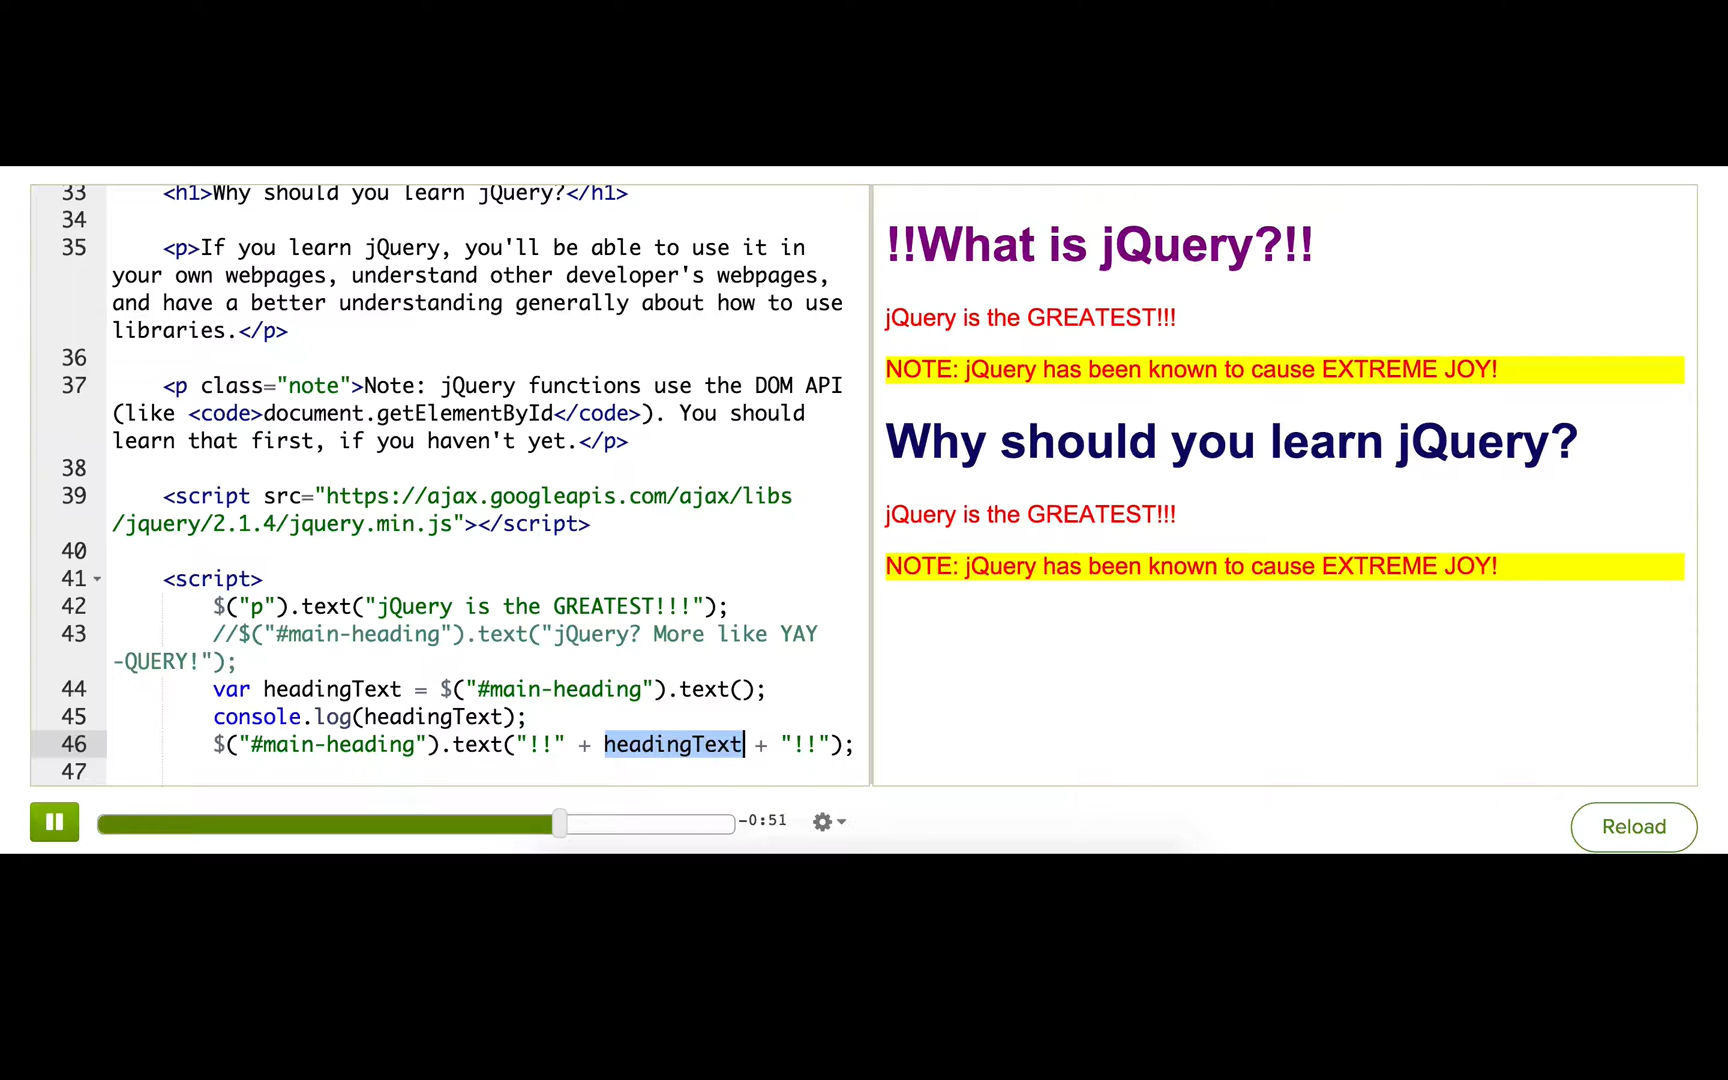 33 <h1>Why should you learn jQuery?</h1>
34
35 <p>If you learn jQuery, you'll be able to use it in
your own webpages, understand other developer's webpages,
and have a better understanding generally about how to use
libraries.</p>
36
37 <p class="note">Note: jQuery functions use the DOM API
(like <code>document.getElementById</code>). You should
learn that first, if you haven't yet.</p>
38
39 <script src="https://ajax.googleapis.com/ajax/libs
/jquery/2.1.4/jquery.min.js"></script>
40
41 <script>
42 $("p").text("jQuery is the GREATEST!!!");
43 //$("#main-heading").text("jQuery? More like YAY
-QUERY!");
44 var headingText = $("#main-heading").text();
45 console.log(headingText);
46 $("#main-heading").text("!!" + headingText + "!!");
47
-0:51
!!What is jQuery?!!
jQuery is the GREATEST!!!
NOTE: jQuery has been known to cause EXTREME JOY!
Why should you learn jQuery?
jQuery is the GREATEST!!!
NOTE: jQuery has been known to cause EXTREME JOY!
Reload